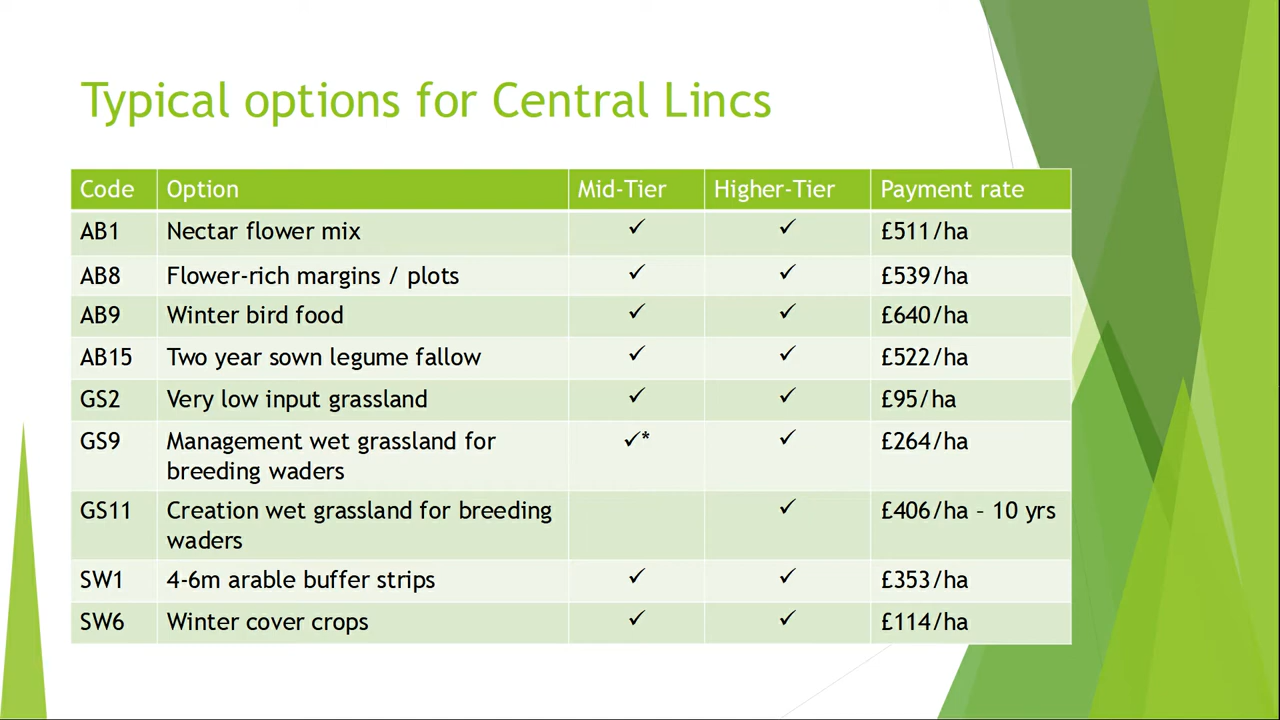 Typical options for Central Lincs
Code Option Mid-Tier Higher-Tier Payment rate
AB1 Nectar flower mix ✓ ✓ £511/ha
AB8 Flower-rich margins / plots ✓ ✓ £539/ha
AB9 Winter bird food ✓ ✓ £640/ha
AB15 Two year sown legume fallow ✓ ✓ £522/ha
GS2 Very low input grassland ✓ ✓ £95/ha
GS9 Management wet grassland for ✓* ✓ £264/ha
breeding waders
GS11 Creation wet grassland for breeding ✓ £406/ha – 10 yrs
waders
SW1 4-6m arable buffer strips ✓ ✓ £353/ha
SW6 Winter cover crops ✓ ✓ £114/ha